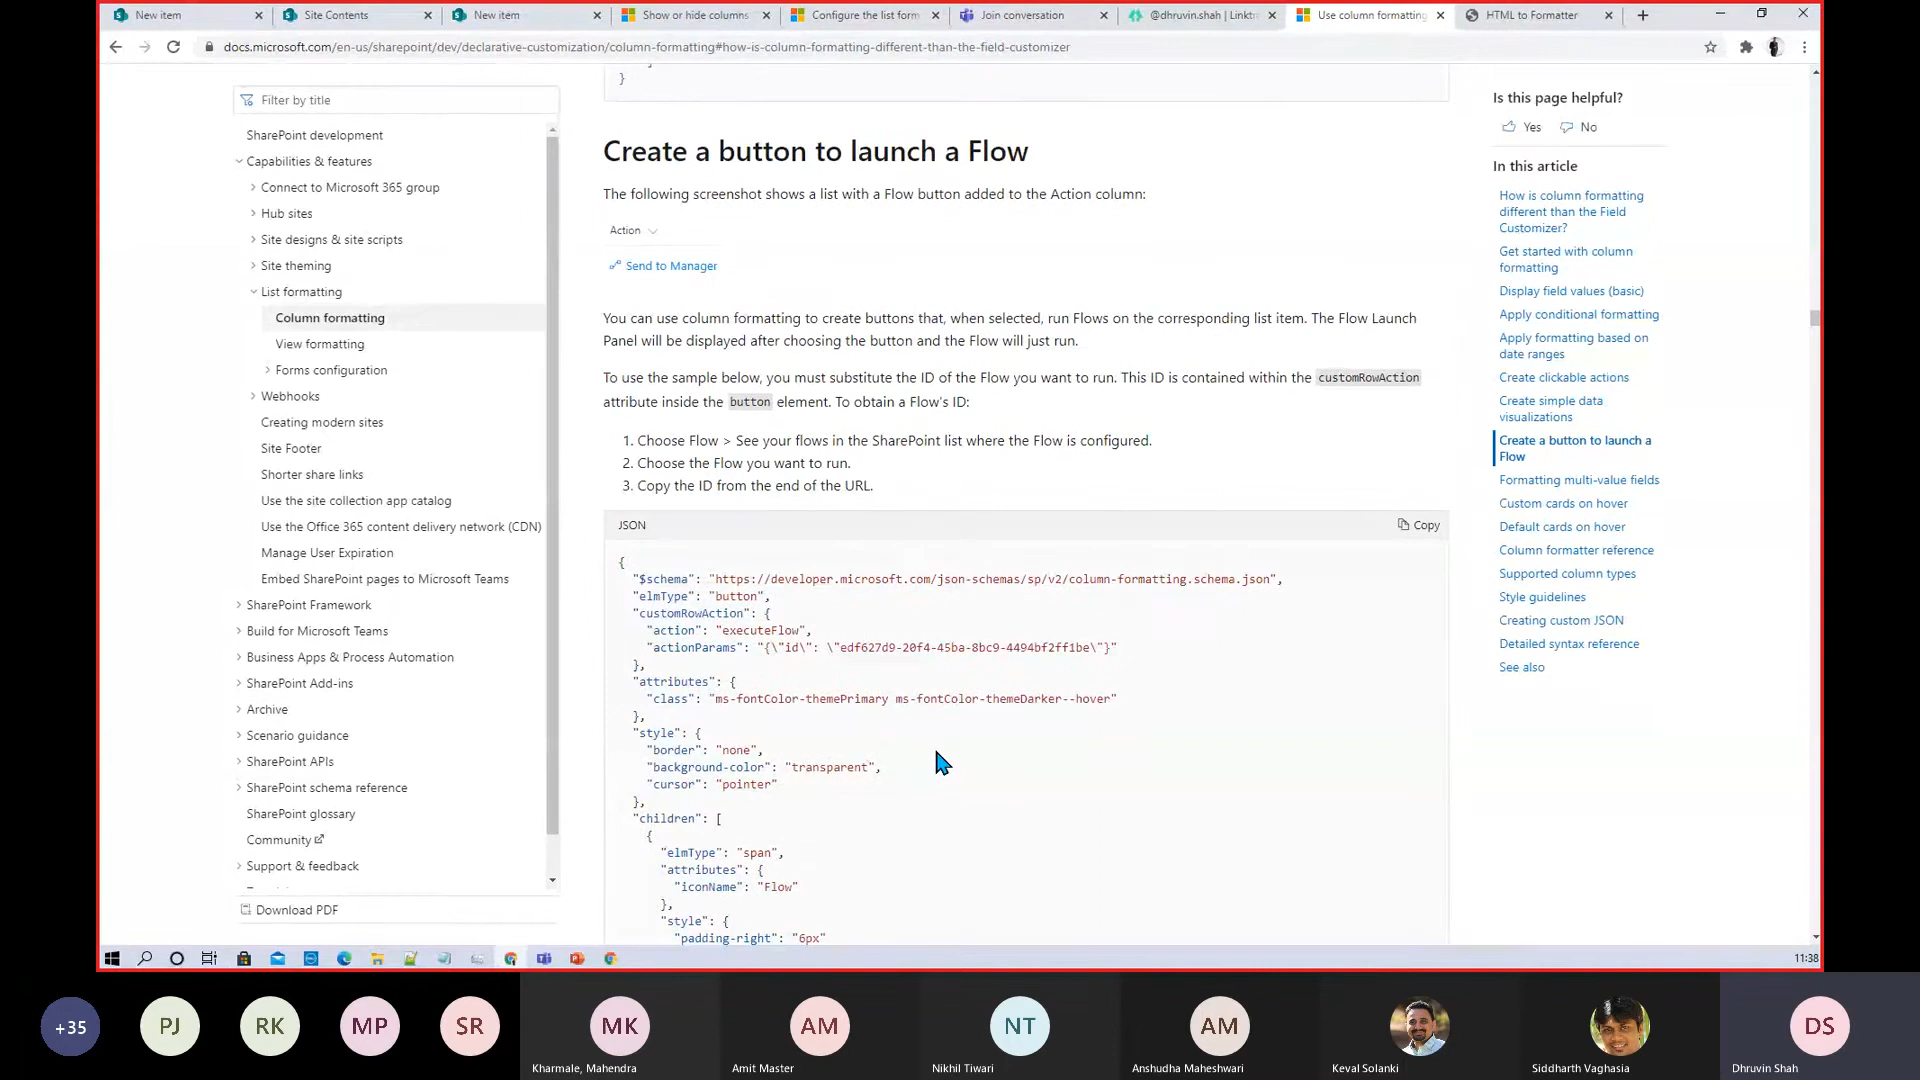 New item
Site Contents
New item
Show or hide columns
Configure the list form
Join conversation
@dhruvin.shah | Linktr
Use column formatting
HTML to Formatter
docs.microsoft.com/en-us/sharepoint/dev/declarative-customization/column-formatting#how-is-column-formatting-different-than-the-field-customizer
Filter by title
SharePoint development
Capabilities & features
Connect to Microsoft 365 group
Hub sites
Site designs & site scripts
Site theming
List formatting
Column formatting
View formatting
Forms configuration
Webhooks
Creating modern sites
Site Footer
Shorter share links
Use the site collection app catalog
Use the Office 365 content delivery network (CDN)
Manage User Expiration
Embed SharePoint pages to Microsoft Teams
SharePoint Framework
Build for Microsoft Teams
Business Apps & Process Automation
SharePoint Add-ins
Archive
Scenario guidance
SharePoint APIs
SharePoint schema reference
SharePoint glossary
Community
Support & feedback
Download PDF
}
Create a button to launch a Flow
The following screenshot shows a list with a Flow button added to the Action column:
Action
Send to Manager
You can use column formatting to create buttons that, when selected, run Flows on the corresponding list item. The Flow Launch
Panel will be displayed after choosing the button and the Flow will just run.
To use the sample below, you must substitute the ID of the Flow you want to run. This ID is contained within the customRowAction
attribute inside the button element. To obtain a Flow's ID:
1. Choose Flow > See your flows in the SharePoint list where the Flow is configured.
2. Choose the Flow you want to run.
3. Copy the ID from the end of the URL.
JSON
Copy
{
"$schema": "https://developer.microsoft.com/json-schemas/sp/v2/column-formatting.schema.json",
"elmType": "button",
"customRowAction": {
"action": "executeFlow",
"actionParams": "{\"id\": \"edf627d9-20f4-45ba-8bc9-4494bf2ff1be\"}"
},
"attributes": {
"class": "ms-fontColor-themePrimary ms-fontColor-themeDarker--hover"
},
"style": {
"border": "none",
"background-color": "transparent",
"cursor": "pointer"
},
"children": [
{
"elmType": "span",
"attributes": {
"iconName": "Flow"
},
"style": {
"padding-right": "6px"
Is this page helpful?
Yes
No
In this article
How is column formatting
different than the Field
Customizer?
Get started with column
formatting
Display field values (basic)
Apply conditional formatting
Apply formatting based on
date ranges
Create clickable actions
Create simple data
visualizations
Create a button to launch a
Flow
Formatting multi-value fields
Custom cards on hover
Default cards on hover
Column formatter reference
Supported column types
Style guidelines
Creating custom JSON
Detailed syntax reference
See also
11:38
+35
PJ
RK
MP
SR
MK
AM
NT
AM
DS
Kharmale, Mahendra
Amit Master
Nikhil Tiwari
Anshudha Maheshwari
Keval Solanki
Siddharth Vaghasia
Dhruvin Shah